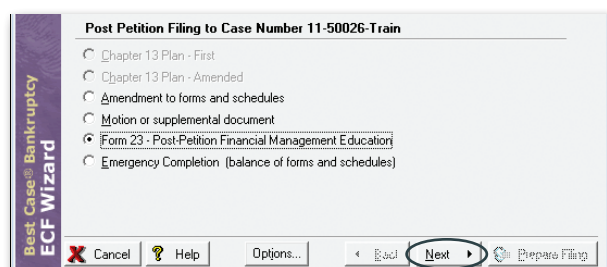 Post Petition Filing to Case Number 11-50026-Train
Chapter 13 Plan - First
Chapter 13 Plan - Amended
Amendment to forms and schedules
Motion or supplemental document
Form 23 - Post-Petition Financial Management Education
Emergency Completion (balance of forms and schedules)
Best Case® Bankruptcy
ECF Wizard
Cancel Help Options... Back Next Prepare Filing